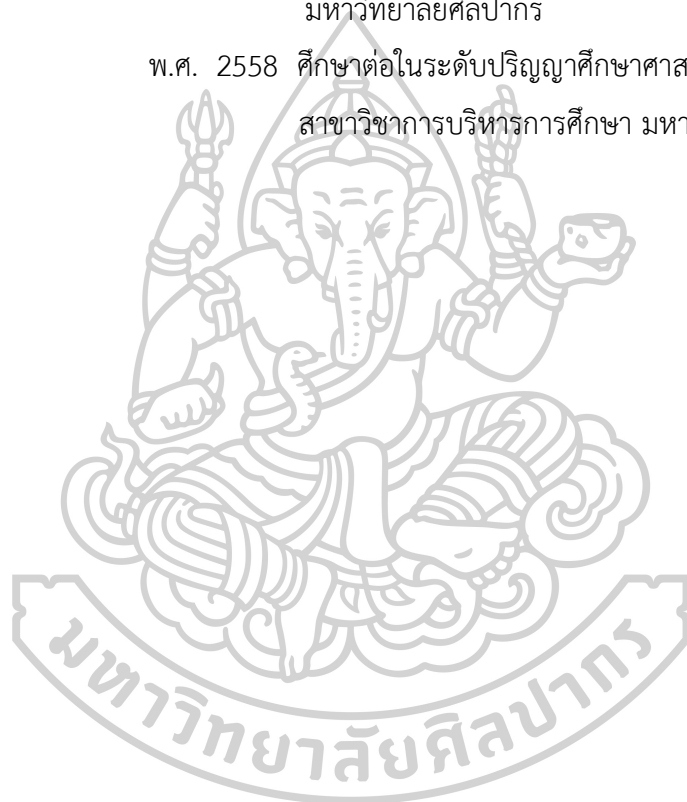 มหาวิทยาลัยศิลปากร
พ.ศ. 2558 ศึกษาต่อในระดับปริญญาศึกษาศาส
สาขาวิชาการบริหารการศึกษา มหา
มหาวิทยาลัยศิลปากร